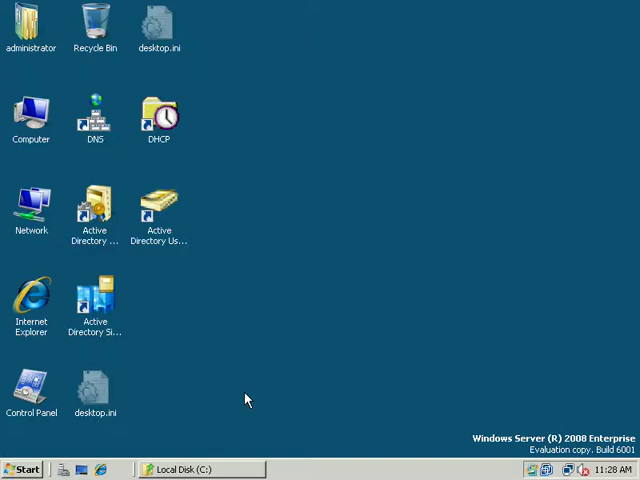 administrator
Recycle Bin
desktop.ini
Computer
DNS
DHCP
Network
Active
Directory ...
Active
Directory Us...
Internet
Explorer
Active
Directory Si...
Control Panel
desktop.ini
Windows Server (R) 2008 Enterprise
Evaluation copy. Build 6001
Start
Local Disk (C:)
11:28 AM